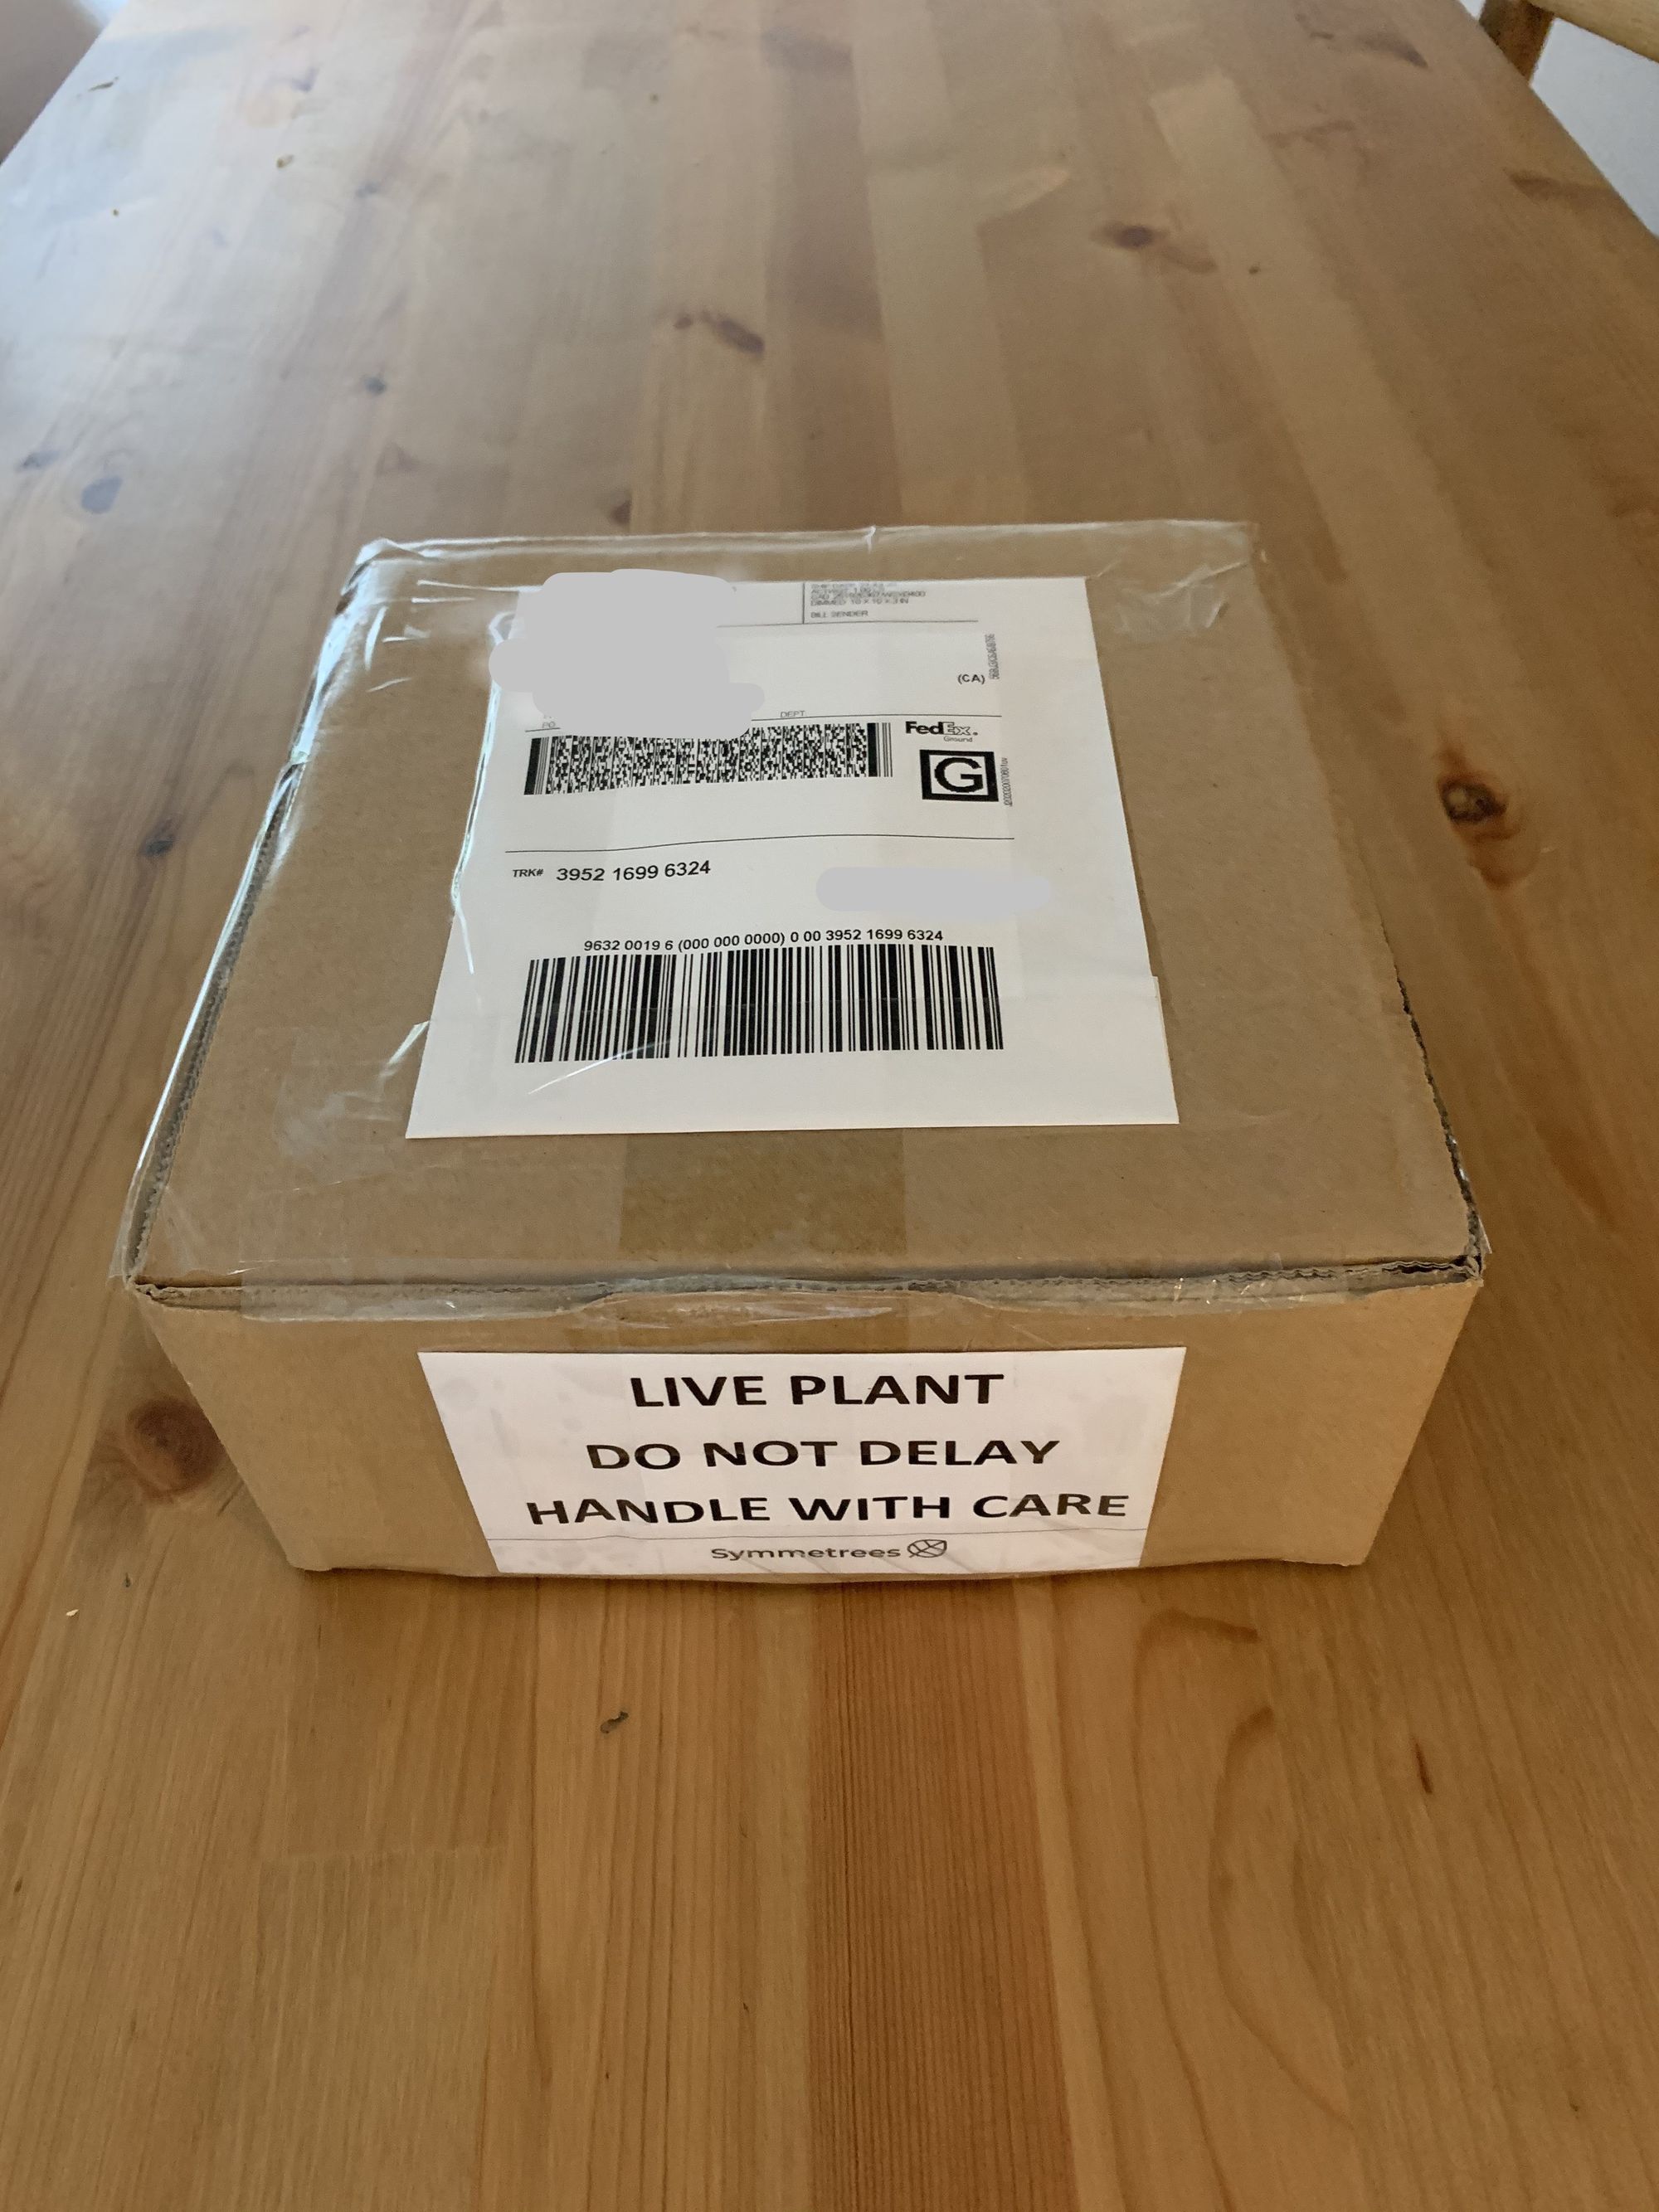 BILL SENDER
(CA)
DEPT
PO
FedEx.
Ground
G
TRK# 3952 1699 6324
9632 0019 6 (000 000 0000) 0 00 3952 1699 6324
LIVE PLANT
DO NOT DELAY
HANDLE WITH CARE
Symmetrees